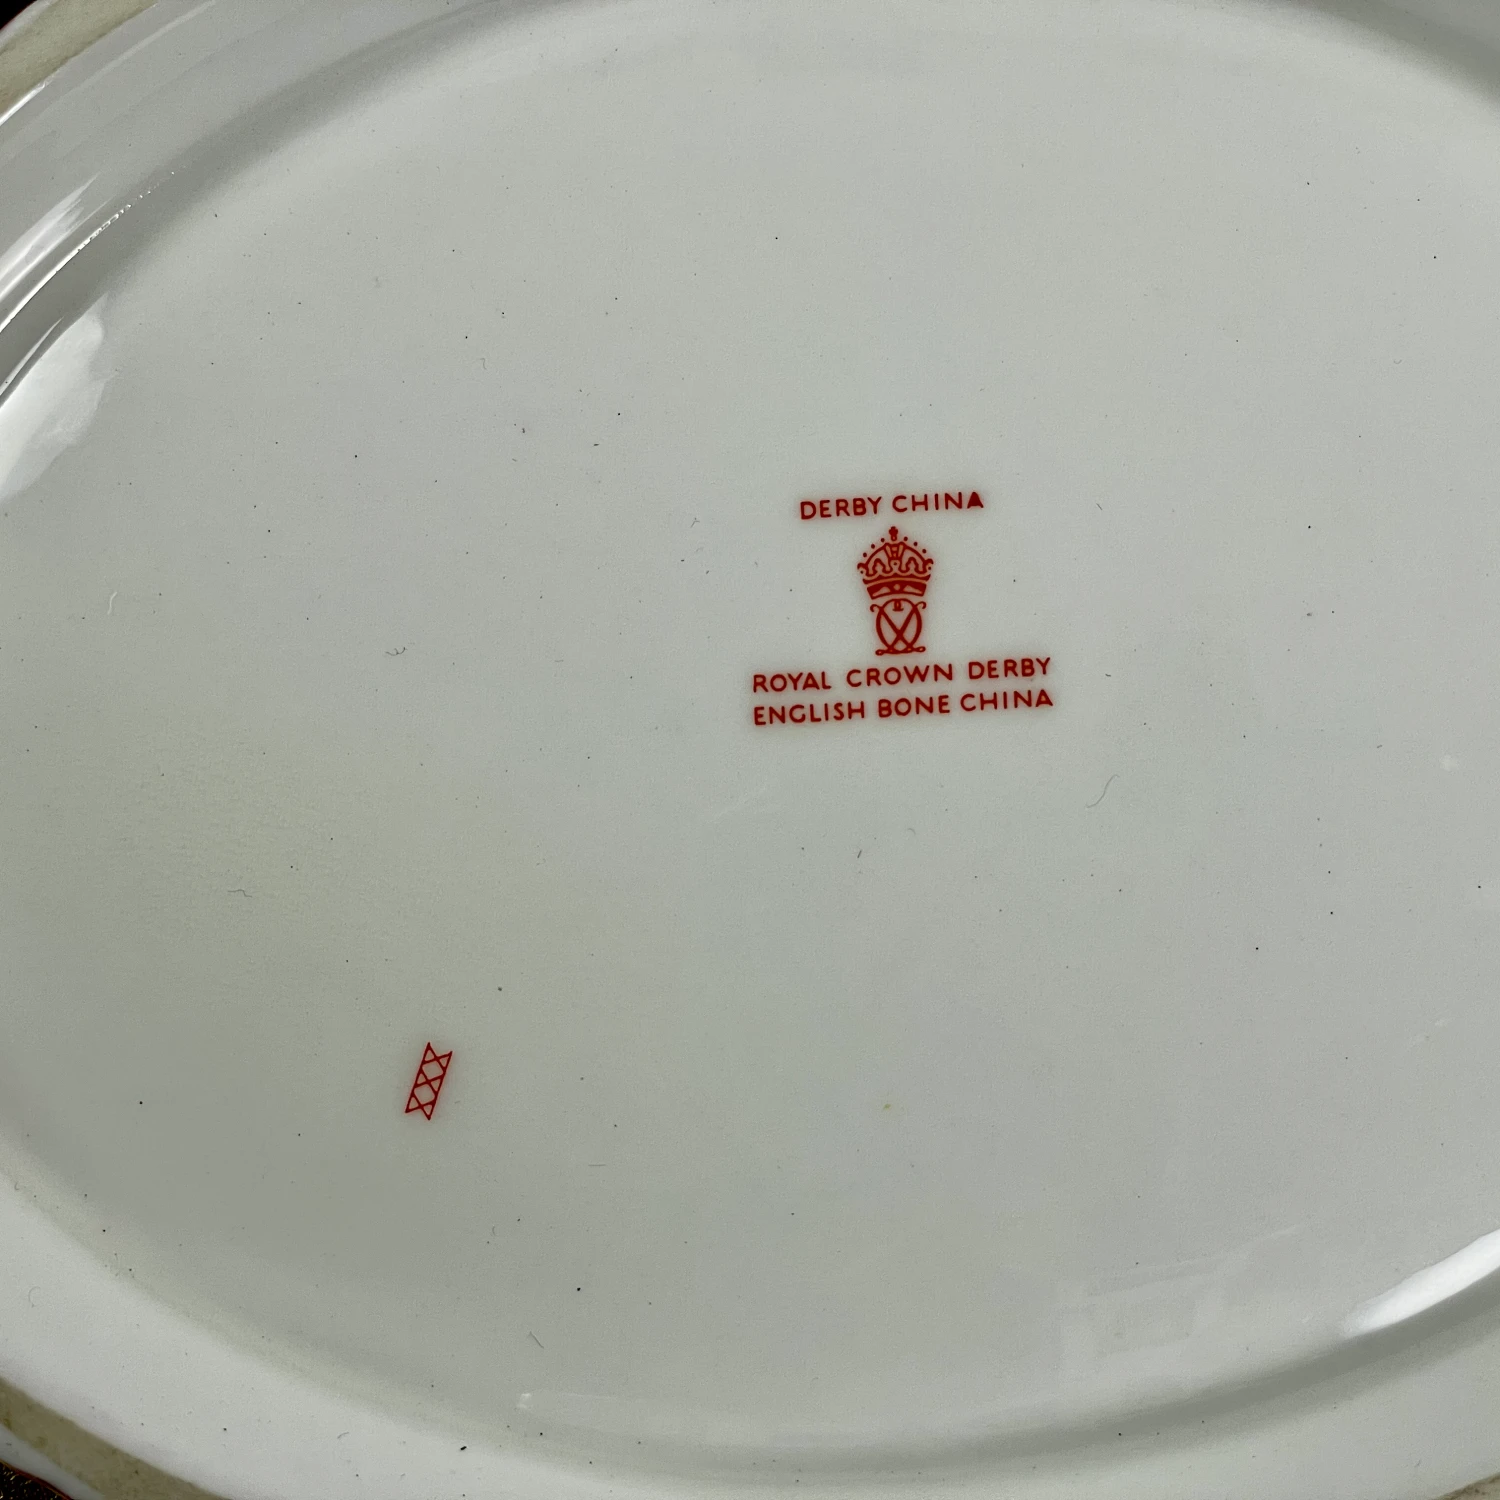 DERBY CHINA
ROYAL CROWN DERBY
ENGLISH BONE CHINA